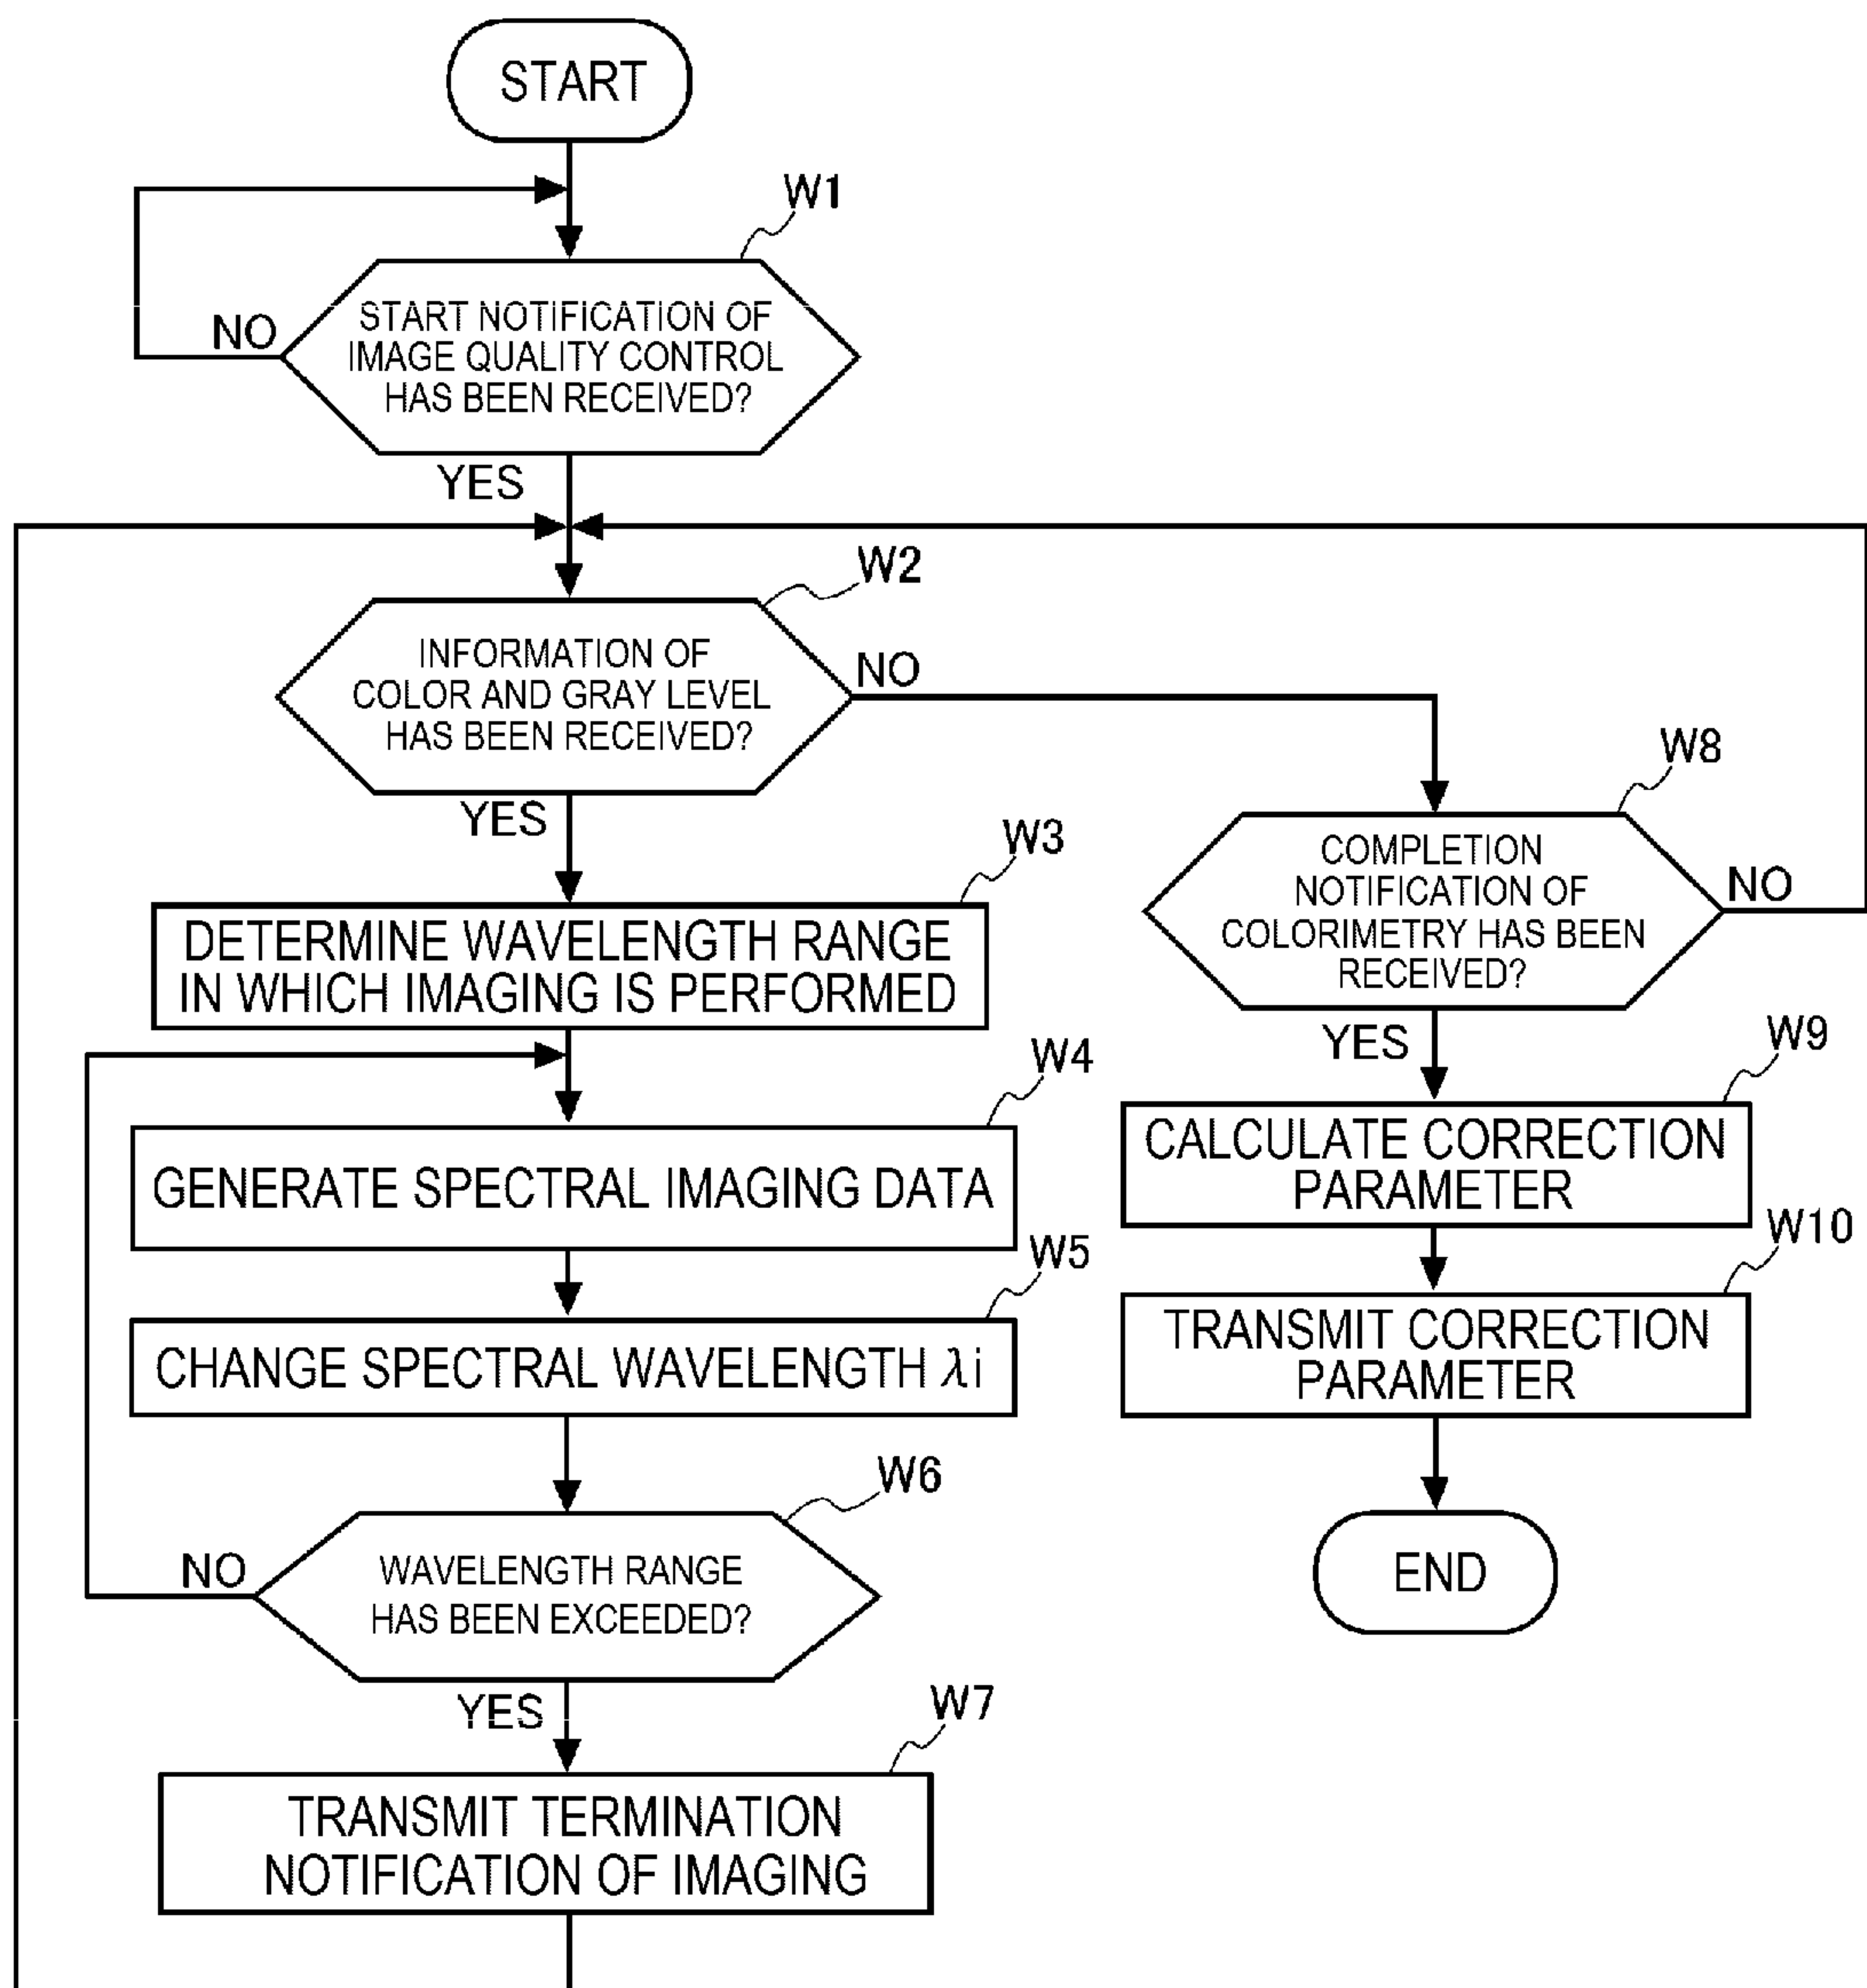 START
W1
START NOTIFICATION OF
IMAGE QUALITY CONTROL
HAS BEEN RECEIVED?
NO
YES
W2
INFORMATION OF
COLOR AND GRAY LEVEL
HAS BEEN RECEIVED?
NO
YES
W3
DETERMINE WAVELENGTH RANGE
IN WHICH IMAGING IS PERFORMED
W4
GENERATE SPECTRAL IMAGING DATA
W5
CHANGE SPECTRAL WAVELENGTH λi
W6
WAVELENGTH RANGE
HAS BEEN EXCEEDED?
NO
YES
W7
TRANSMIT TERMINATION
NOTIFICATION OF IMAGING
W8
COMPLETION
NOTIFICATION OF
COLORIMETRY HAS BEEN
RECEIVED?
NO
YES
W9
CALCULATE CORRECTION
PARAMETER
W10
TRANSMIT CORRECTION
PARAMETER
END